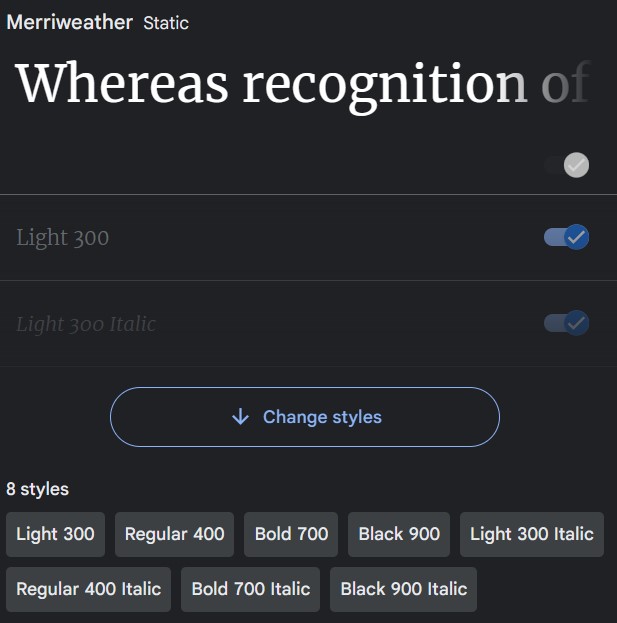 Merriweather Static
Whereas recognition of
Light 300
Light 300 Italic
Change styles
8 styles
Light 300 Regular 400 Bold 700 Black 900 Light 300 Italic
Regular 400 Italic Bold 700 Italic Black 900 Italic